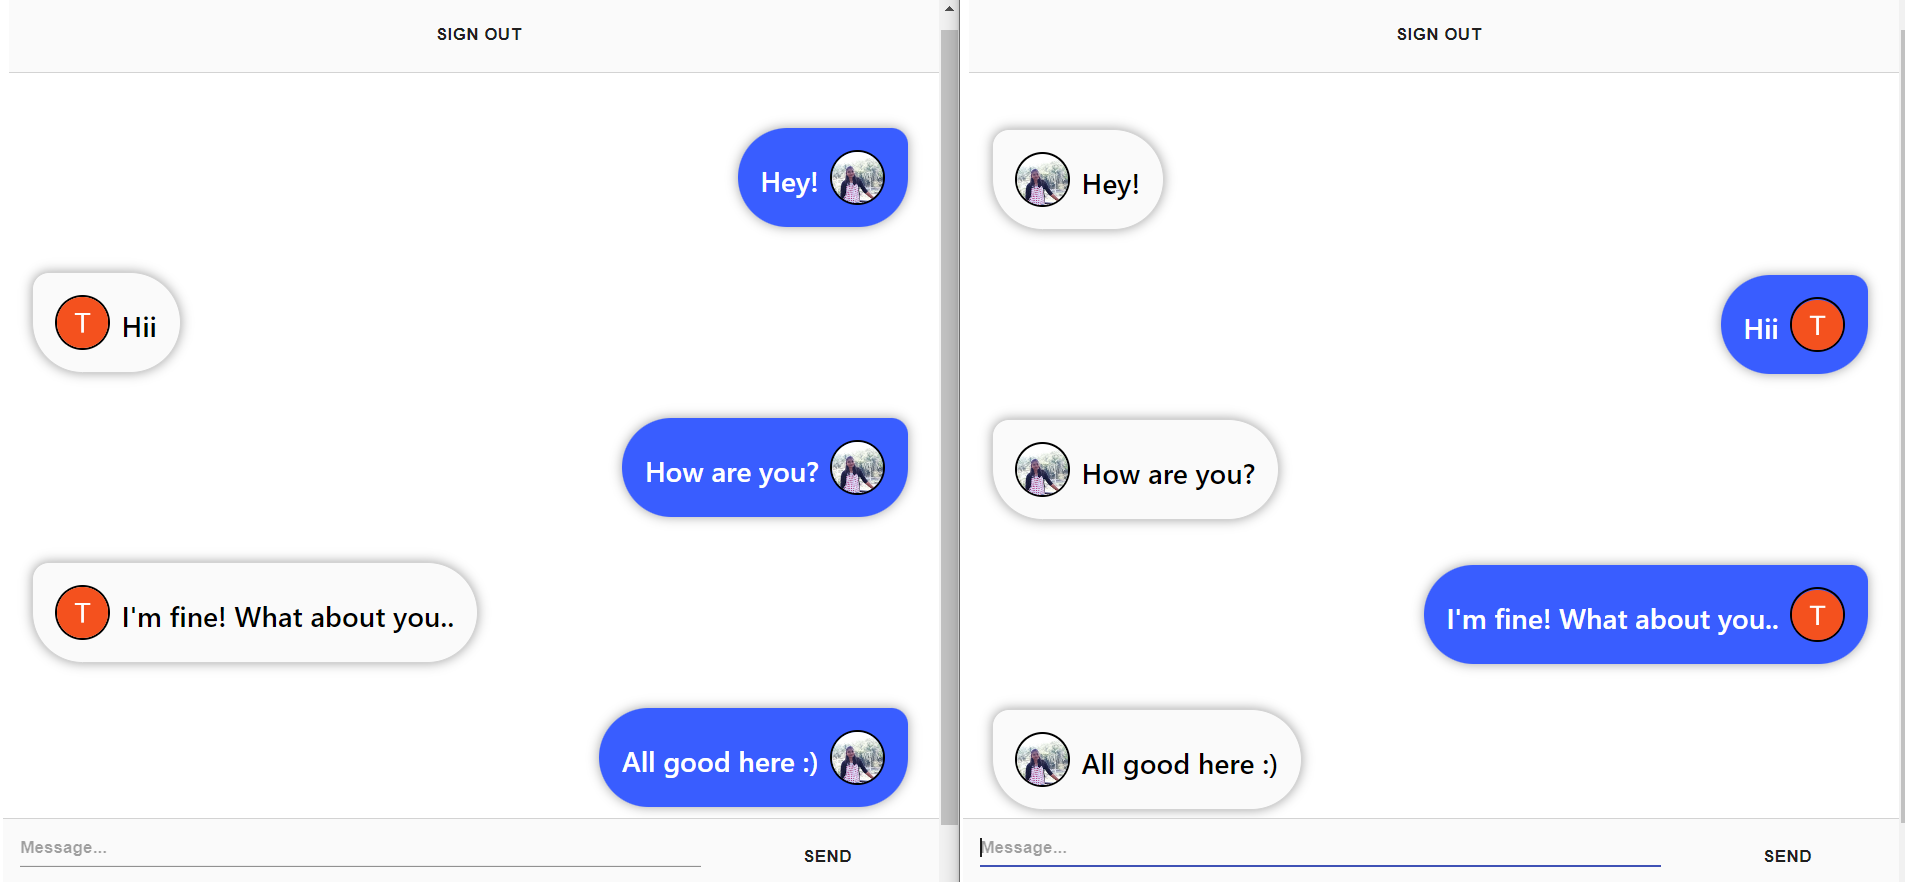 SIGN OUT
Hey!
T Hii
How are you?
T I'm fine! What about you..
All good here :)
Message...
SEND
SIGN OUT
Hey!
Hii T
How are you?
I'm fine! What about you.. T
All good here :)
Message...
SEND